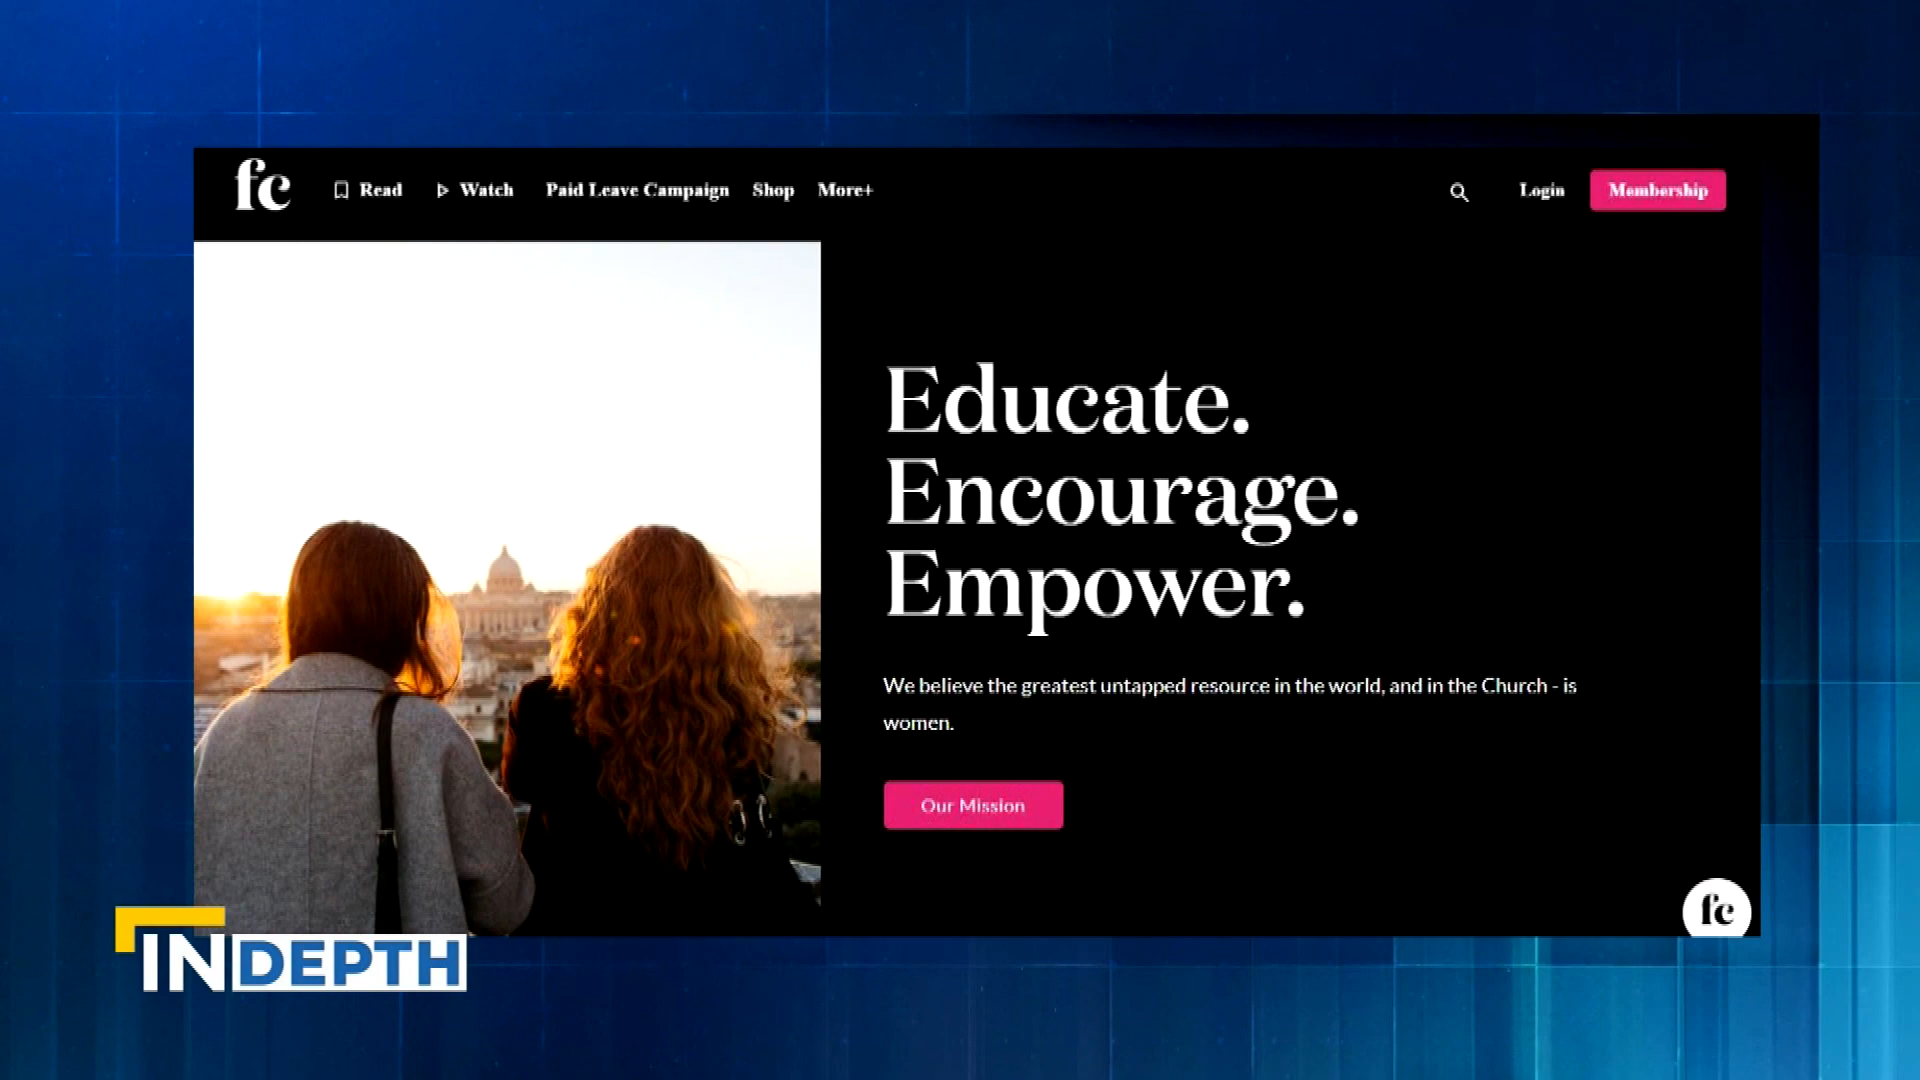 fc Read Watch Paid Leave Campaign Shop More+ Login Membership
Educate.
Encourage.
Empower.
We believe the greatest untapped resource in the world, and in the Church - is
women.
Our Mission
fc
INDEPTH